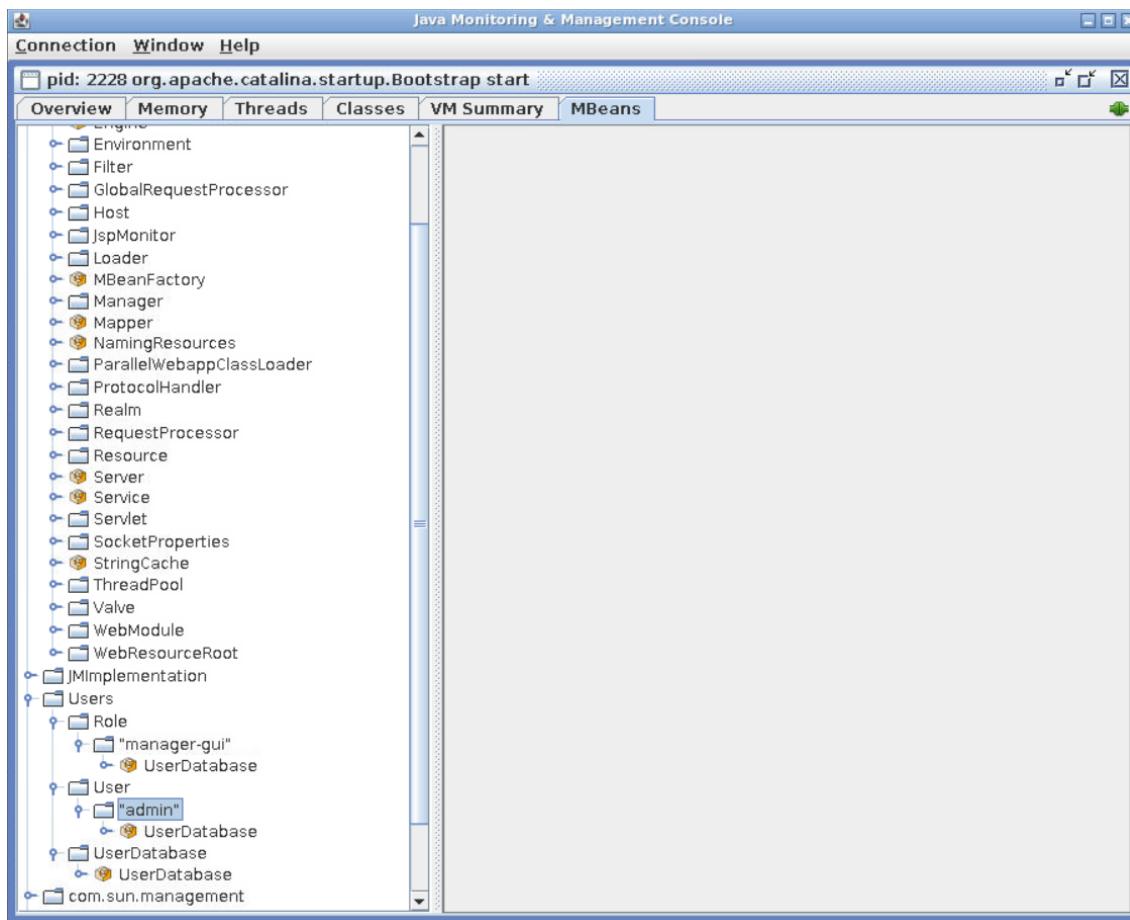 Java Monitoring & Management Console
Connection Window Help
pid: 2228 org.apache.catalina.startup.Bootstrap start
Overview Memory Threads Classes VM Summary MBeans
Engine
Environment
Filter
GlobalRequestProcessor
Host
JspMonitor
Loader
MBeanFactory
Manager
Mapper
NamingResources
ParallelWebappClassLoader
ProtocolHandler
Realm
RequestProcessor
Resource
Server
Service
Servlet
SocketProperties
StringCache
ThreadPool
Valve
WebModule
WebResourceRoot
JMImplementation
Users
Role
"manager-gui"
UserDatabase
User
"admin"
UserDatabase
UserDatabase
UserDatabase
com.sun.management